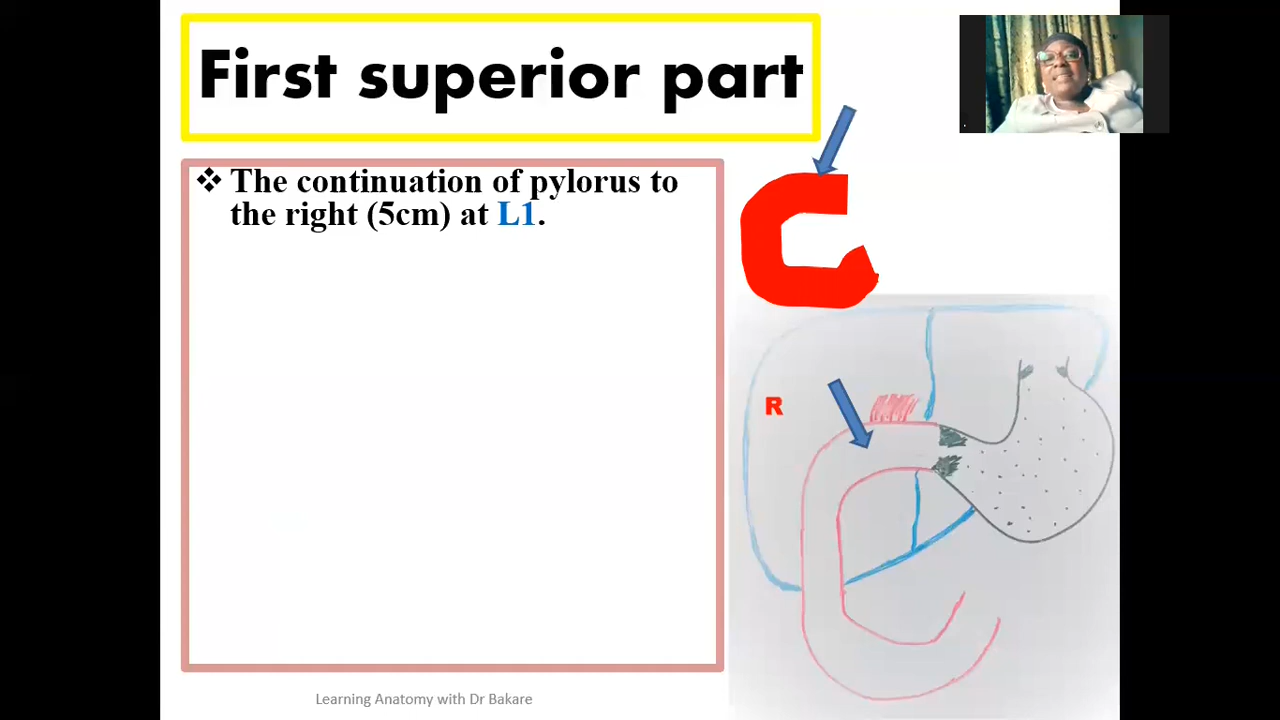 First superior part
❖ The continuation of pylorus to
the right (5cm) at L1.
R
Learning Anatomy with Dr Bakare